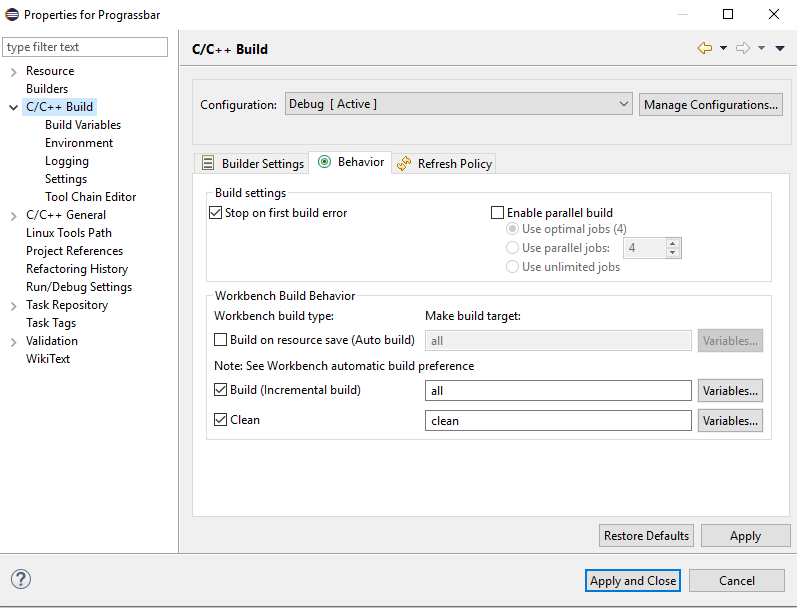 Properties for Prograssbar
type filter text
Resource
Builders
C/C++ Build
Build Variables
Environment
Logging
Settings
Tool Chain Editor
C/C++ General
Linux Tools Path
Project References
Refactoring History
Run/Debug Settings
Task Repository
Task Tags
Validation
WikiText
C/C++ Build
Configuration: Debug [ Active ] Manage Configurations...
Builder Settings Behavior Refresh Policy
Build settings
Stop on first build error Enable parallel build
Use optimal jobs (4)
Use parallel jobs: 4
Use unlimited jobs
Workbench Build Behavior
Workbench build type: Make build target:
Build on resource save (Auto build) all Variables...
Note: See Workbench automatic build preference
Build (Incremental build) all Variables...
Clean clean Variables...
Restore Defaults Apply
? Apply and Close Cancel